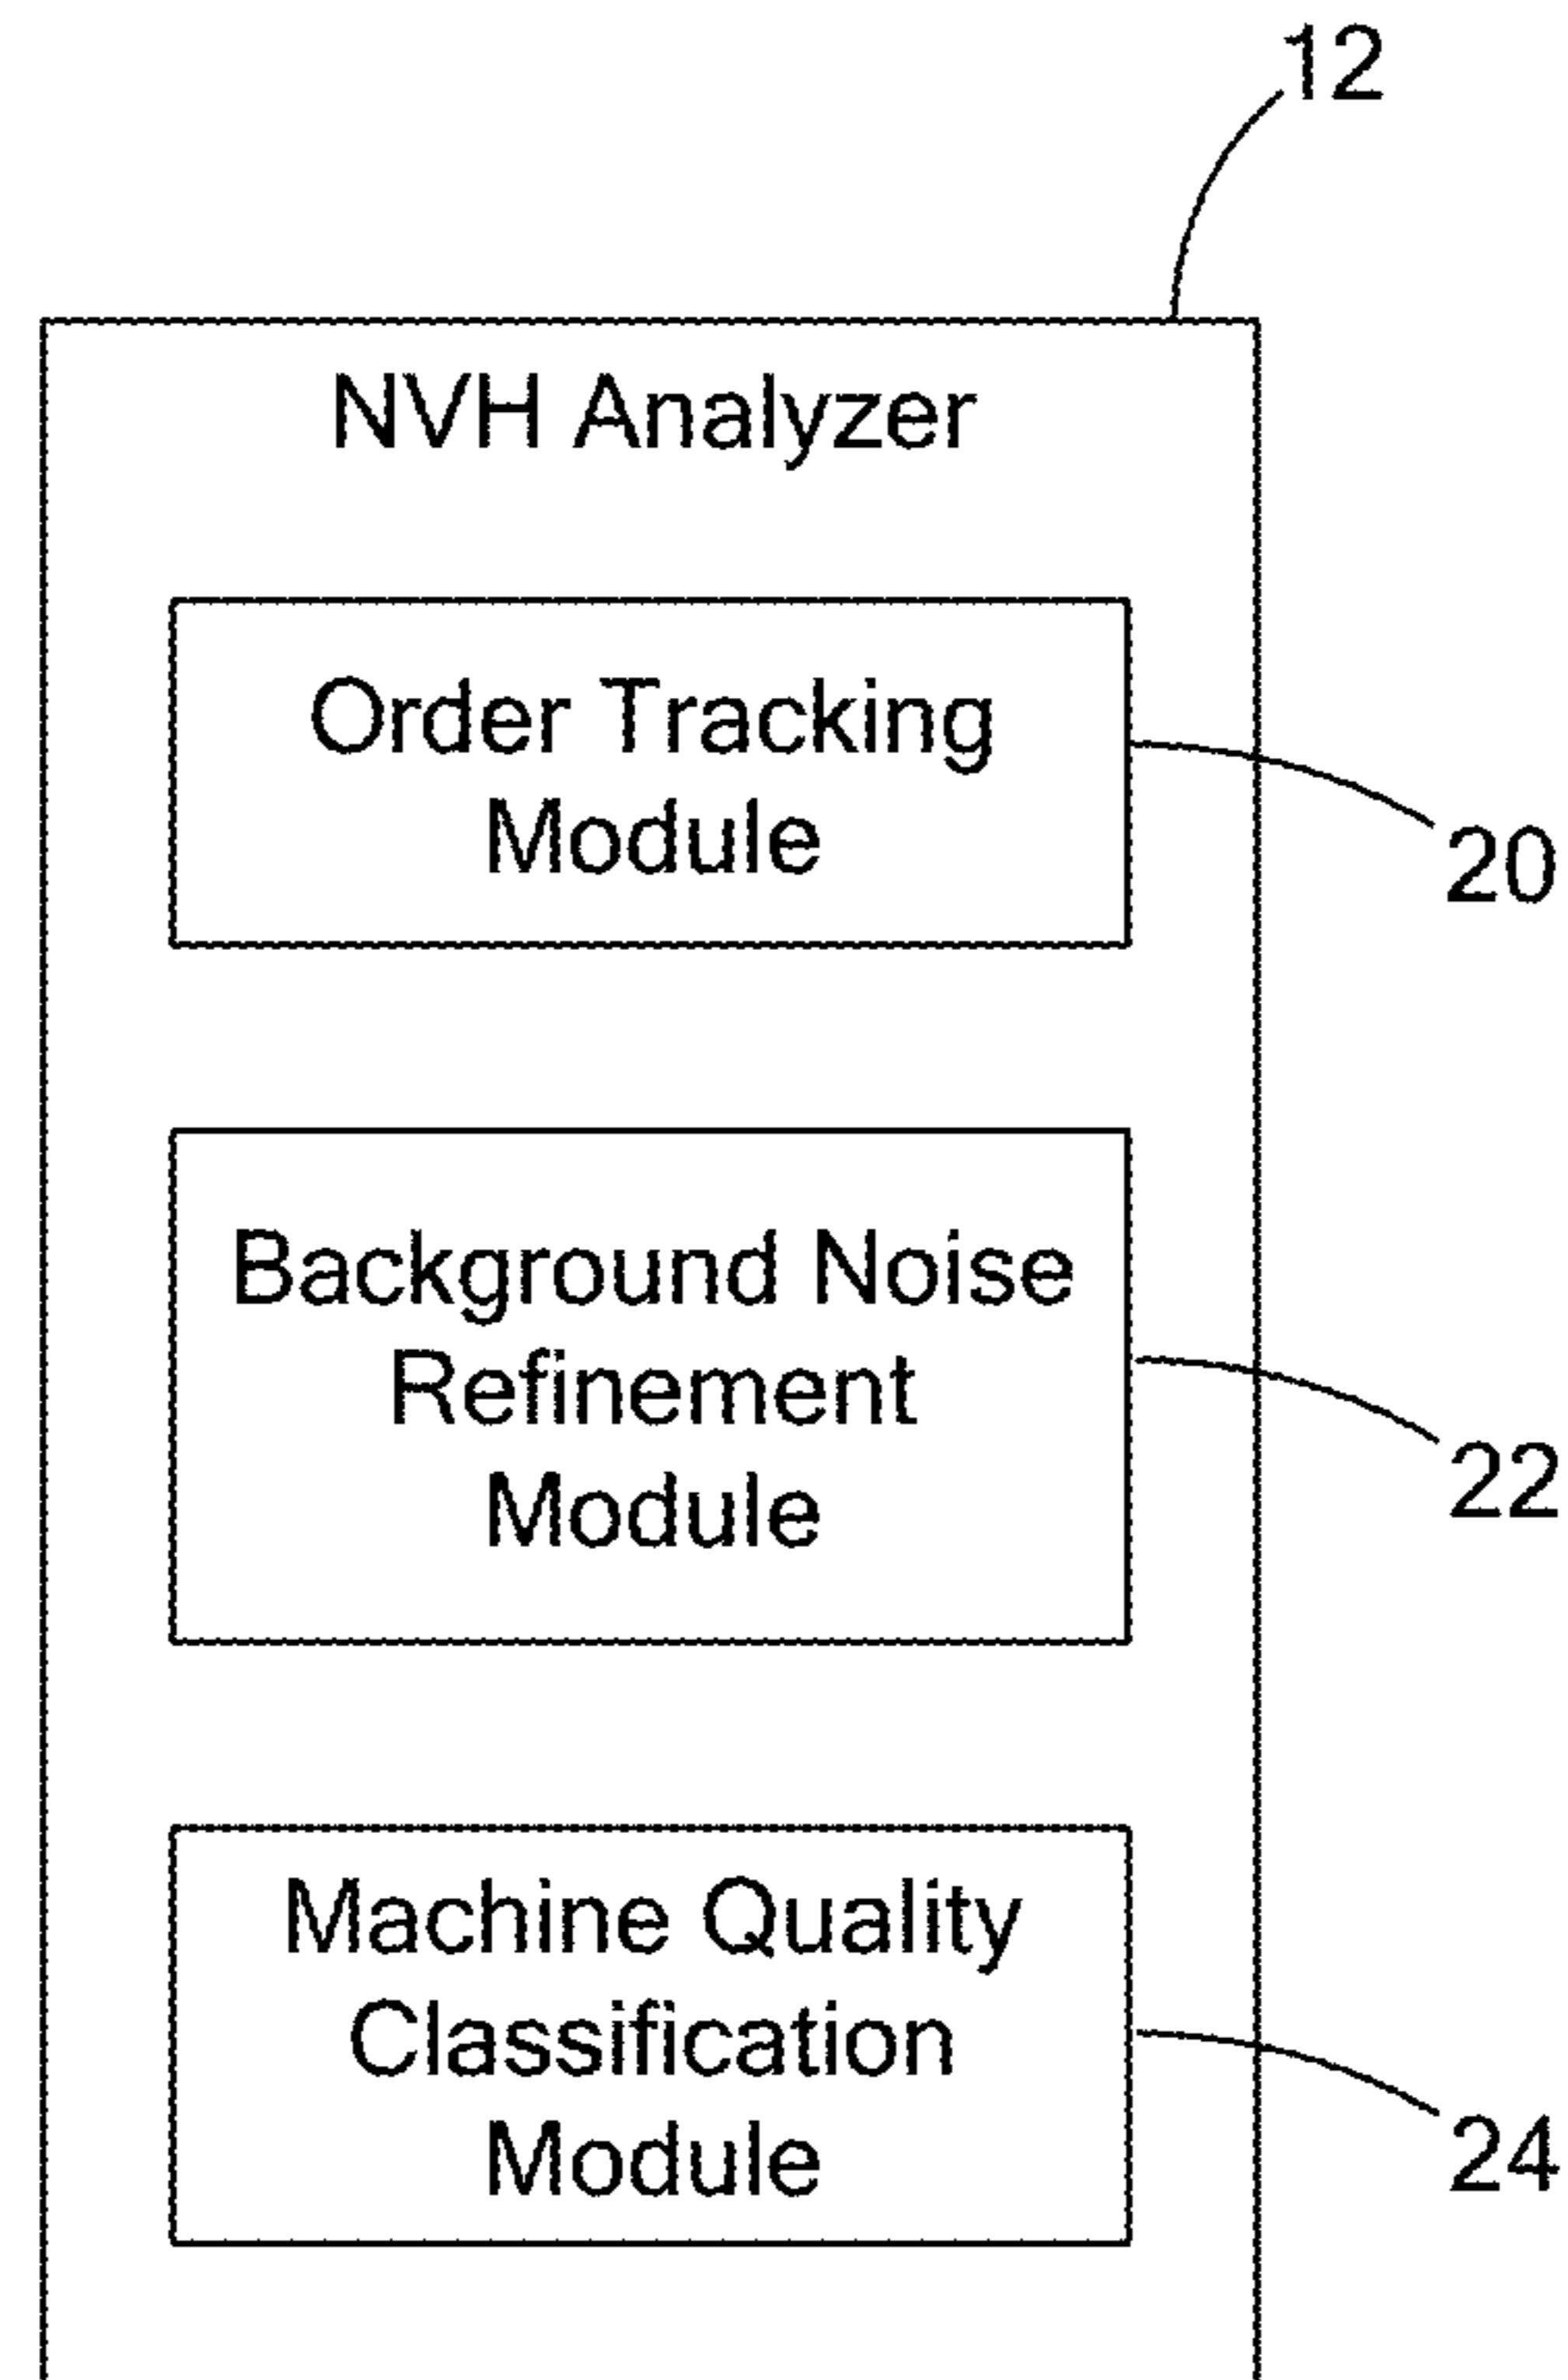 12
NVH Analyzer
Order Tracking
Module
20
Background Noise
Refinement
Module
22
Machine Quality
Classification
Module
24